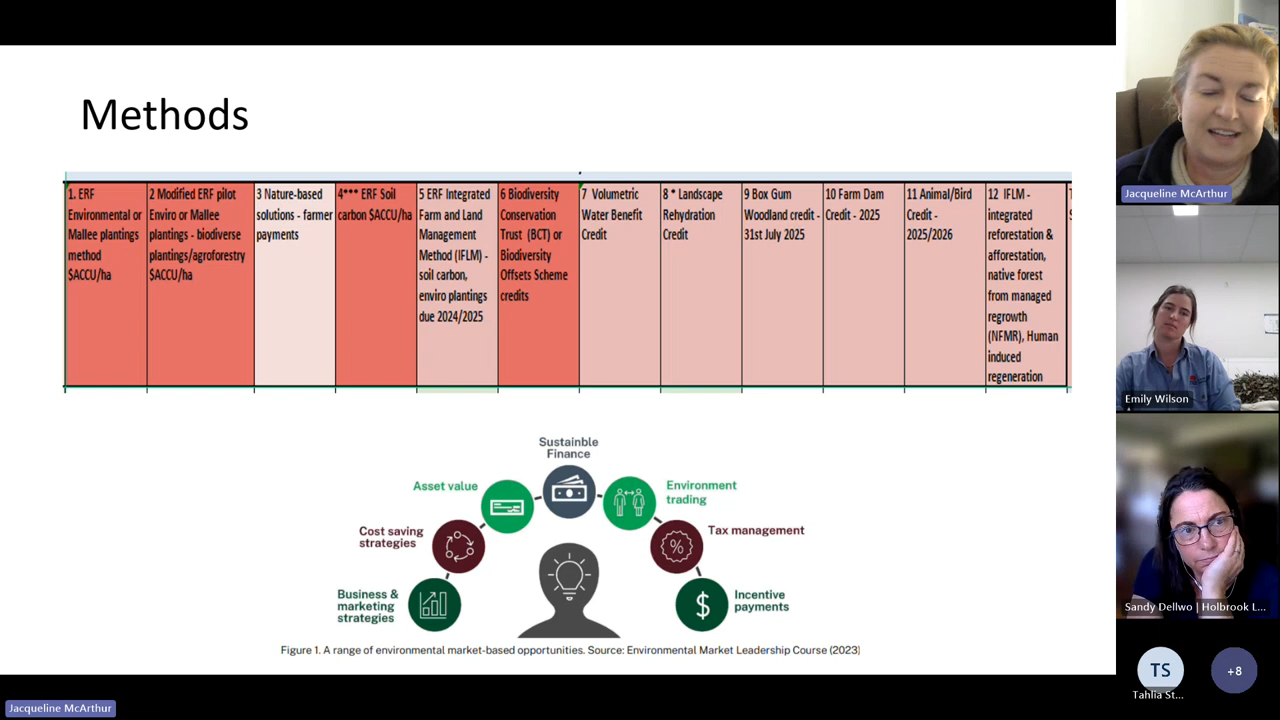 Methods
1. ERF
Environmental or
Mallee plantings
method
$ACCU/ha
2 Modified ERF pilot
Enviro or Mallee
plantings - biodiverse
plantings/agroforestry
$ACCU/ha
3 Nature-based
solutions - farmer
payments
4*** ERF Soil
carbon $ACCU/ha
5 ERF Integrated
Farm and Land
Management
Method (IFLM) -
soil carbon,
enviro plantings
due 2024/2025
6 Biodiversity
Conservation
Trust (BCT) or
Biodiversity
Offsets Scheme
credits
7 Volumetric
Water Benefit
Credit
8 * Landscape
Rehydration
Credit
9 Box Gum
Woodland credit -
31st July 2025
10 Farm Dam
Credit - 2025
11 Animal/Bird
Credit -
2025/2026
12 IFLM -
integrated
reforestation &
afforestation,
native forest
from managed
regrowth
(NFMR), Human
induced
regeneration
Sustainble
Finance
Asset value
Environment
trading
Cost saving
strategies
Tax management
%
Business &
marketing
strategies
$
Incentive
payments
Figure 1. A range of environmental market-based opportunities. Source: Environmental Market Leadership Course (2023)
Jacqueline McArthur
Jacqueline McArthur
Emily Wilson
Sandy Dellwo | Holbrook L...
TS
Tahlia St...
+8